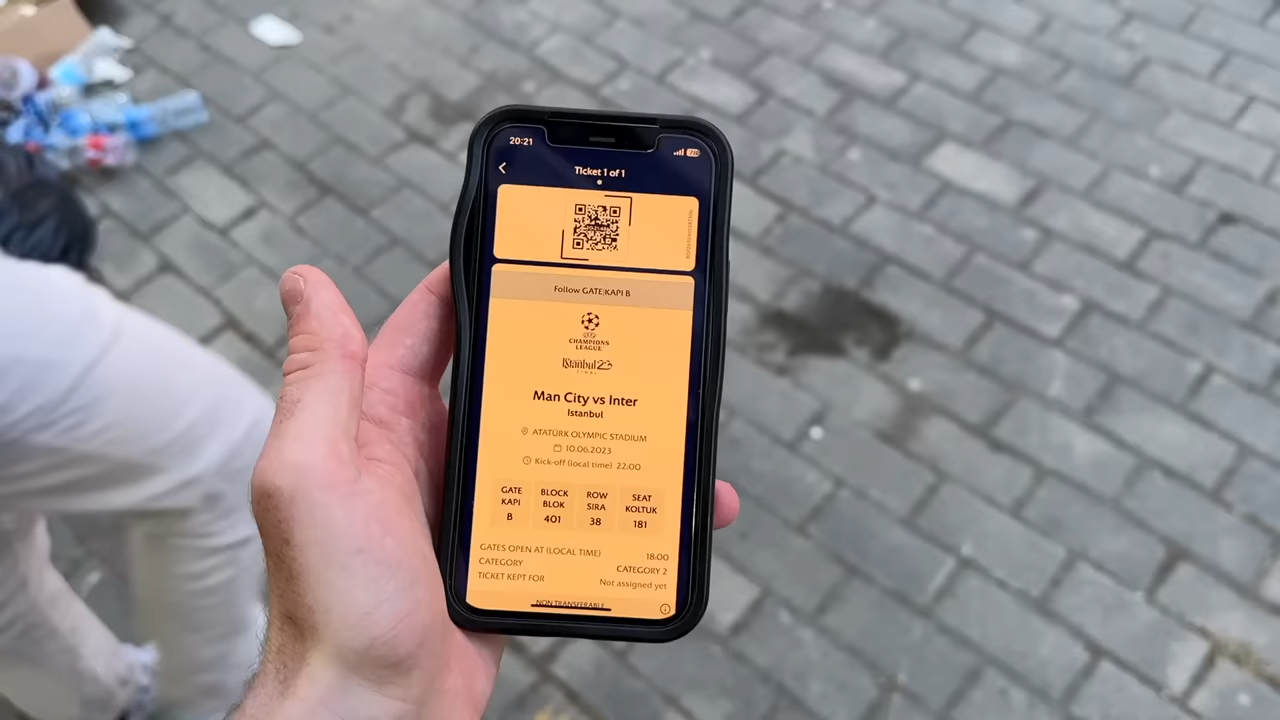 20:21
Ticket 1 of 1
Follow GATE|KAPI B
UEFA
CHAMPIONS
LEAGUE
Istanbul 23
FINAL
Man City vs Inter
Istanbul
ATATÜRK OLYMPIC STADIUM
10.06.2023
Kick-off (local time) 22:00
GATE BLOCK ROW SEAT
KAPI BLOK SIRA KOLTUK
B 401 38 181
GATES OPEN AT (LOCAL TIME) 18:00
CATEGORY CATEGORY 2
TICKET KEPT FOR Not assigned yet
NON TRANSFERABLE